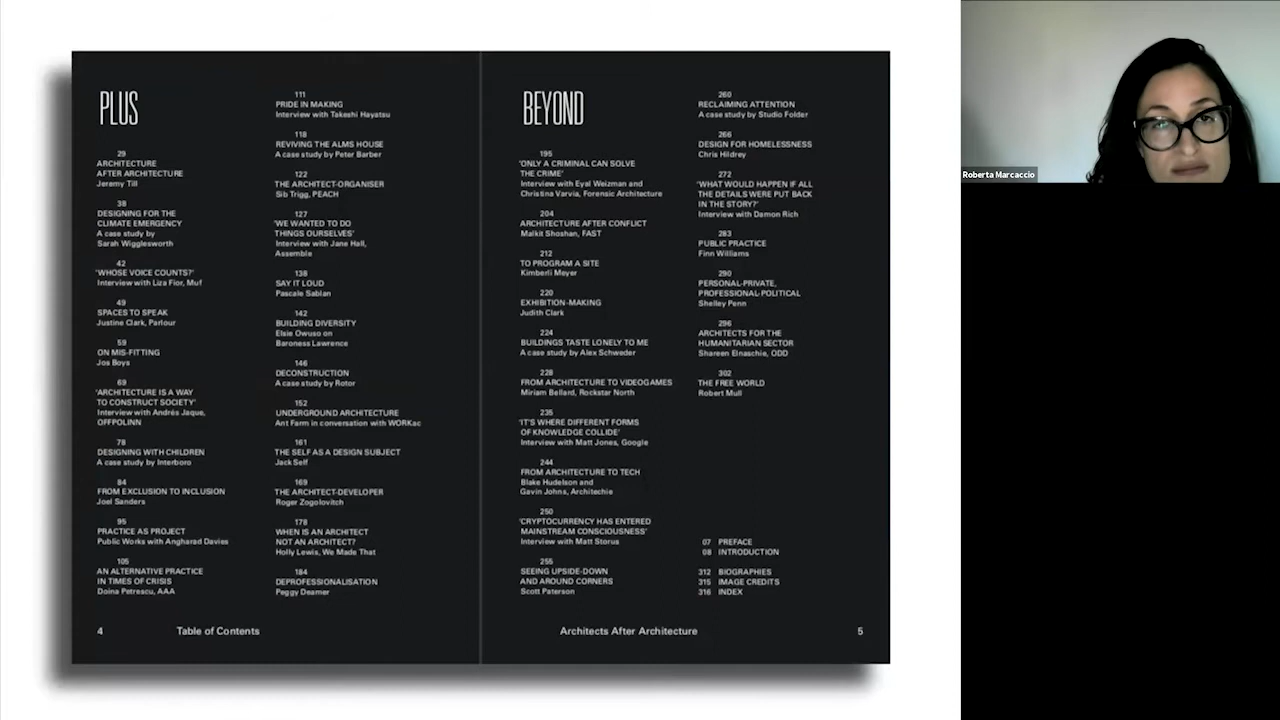 PLUS
29
ARCHITECTURE
AFTER ARCHITECTURE
Jeremy Till
38
DESIGNING FOR THE
CLIMATE EMERGENCY
A case study by
Sarah Wigglesworth
42
'WHOSE VOICE COUNTS?'
Interview with Liza Fior, Muf
49
SPACES TO SPEAK
Justine Clark, Parlour
59
ON MIS-FITTING
Jos Boys
69
'ARCHITECTURE IS A WAY
TO CONSTRUCT SOCIETY'
Interview with Andrés Jaque,
OFFPOLINN
78
DESIGNING WITH CHILDREN
A case study by Interboro
84
FROM EXCLUSION TO INCLUSION
Joel Sanders
95
PRACTICE AS PROJECT
Public Works with Angharad Davies
105
AN ALTERNATIVE PRACTICE
IN TIMES OF CRISIS
Doina Petrescu, AAA
111
PRIDE IN MAKING
Interview with Takeshi Hayatsu
118
REVIVING THE ALMS HOUSE
A case study by Peter Barber
122
THE ARCHITECT-ORGANISER
Sib Trigg, PEACH
127
'WE WANTED TO DO
THINGS OURSELVES'
Interview with Jane Hall,
Assemble
138
SAY IT LOUD
Pascale Sablan
142
BUILDING DIVERSITY
Elsie Owusu on
Baroness Lawrence
146
DECONSTRUCTION
A case study by Rotor
152
UNDERGROUND ARCHITECTURE
Ant Farm in conversation with WORKac
161
THE SELF AS A DESIGN SUBJECT
Jack Self
169
THE ARCHITECT-DEVELOPER
Roger Zogolovitch
178
WHEN IS AN ARCHITECT
NOT AN ARCHITECT?
Holly Lewis, We Made That
184
DEPROFESSIONALISATION
Peggy Deamer
4 Table of Contents
BEYOND
195
'ONLY A CRIMINAL CAN SOLVE
THE CRIME'
Interview with Eyal Weizman and
Christina Varvia, Forensic Architecture
204
ARCHITECTURE AFTER CONFLICT
Malkit Shoshan, FAST
212
TO PROGRAM A SITE
Kimberli Meyer
220
EXHIBITION-MAKING
Judith Clark
224
BUILDINGS TASTE LONELY TO ME
A case study by Alex Schweder
228
FROM ARCHITECTURE TO VIDEOGAMES
Miriam Bellard, Rockstar North
235
'IT'S WHERE DIFFERENT FORMS
OF KNOWLEDGE COLLIDE'
Interview with Matt Jones, Google
244
FROM ARCHITECTURE TO TECH
Blake Hudelson and
Gavin Johns, Architechie
250
'CRYPTOCURRENCY HAS ENTERED
MAINSTREAM CONSCIOUSNESS'
Interview with Matt Storus
255
SEEING UPSIDE-DOWN
AND AROUND CORNERS
Scott Paterson
260
RECLAIMING ATTENTION
A case study by Studio Folder
266
DESIGN FOR HOMELESSNESS
Chris Hildrey
272
'WHAT WOULD HAPPEN IF ALL
THE DETAILS WERE PUT BACK
IN THE STORY?'
Interview with Damon Rich
283
PUBLIC PRACTICE
Finn Williams
290
PERSONAL-PRIVATE,
PROFESSIONAL-POLITICAL
Shelley Penn
296
ARCHITECTS FOR THE
HUMANITARIAN SECTOR
Shareen Elnaschie, ODD
302
THE FREE WORLD
Robert Mull
07 PREFACE
08 INTRODUCTION
312 BIOGRAPHIES
315 IMAGE CREDITS
316 INDEX
Architects After Architecture 5
Roberta Marcaccio